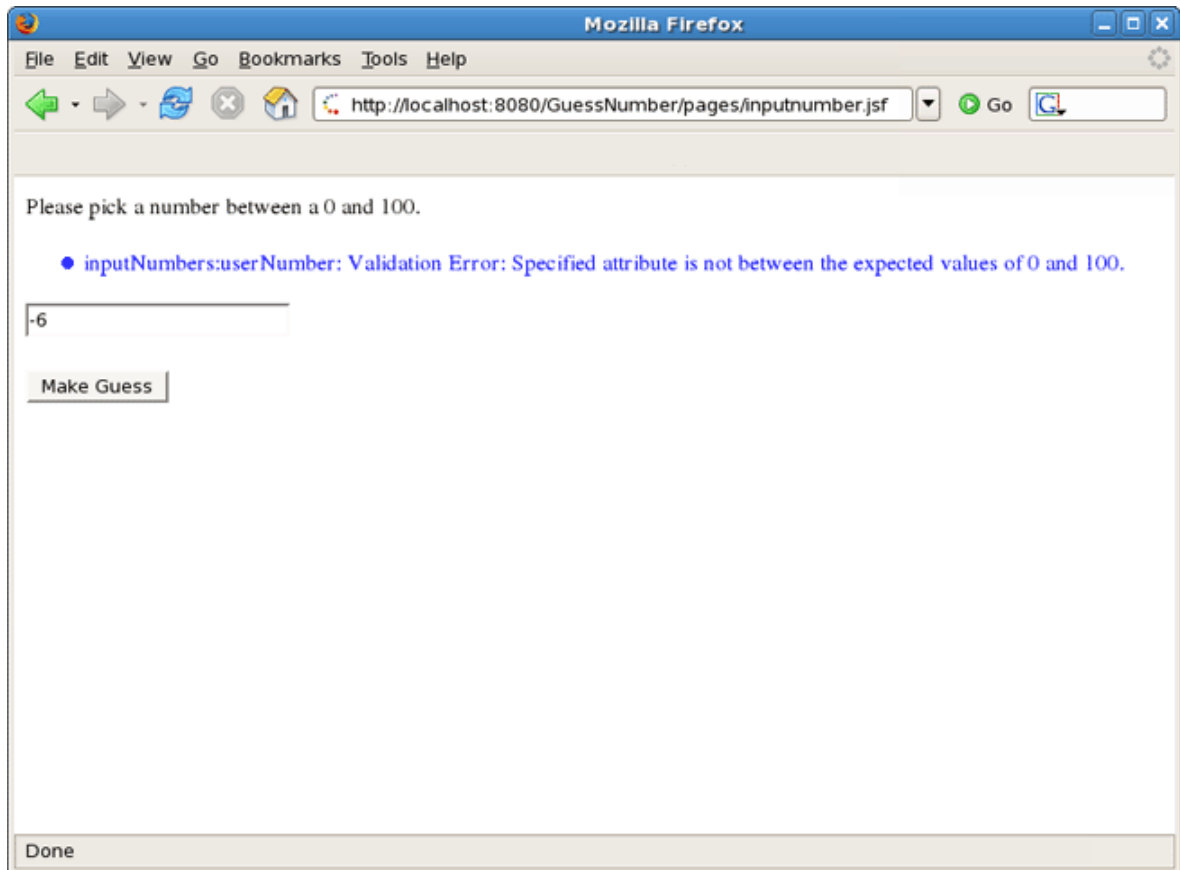 Mozilla Firefox
File Edit View Go Bookmarks Tools Help
http://localhost:8080/GuessNumber/pages/inputnumber.jsf Go G
Please pick a number between a 0 and 100.
inputNumbers:userNumber: Validation Error: Specified attribute is not between the expected values of 0 and 100.
-6
Make Guess
Done